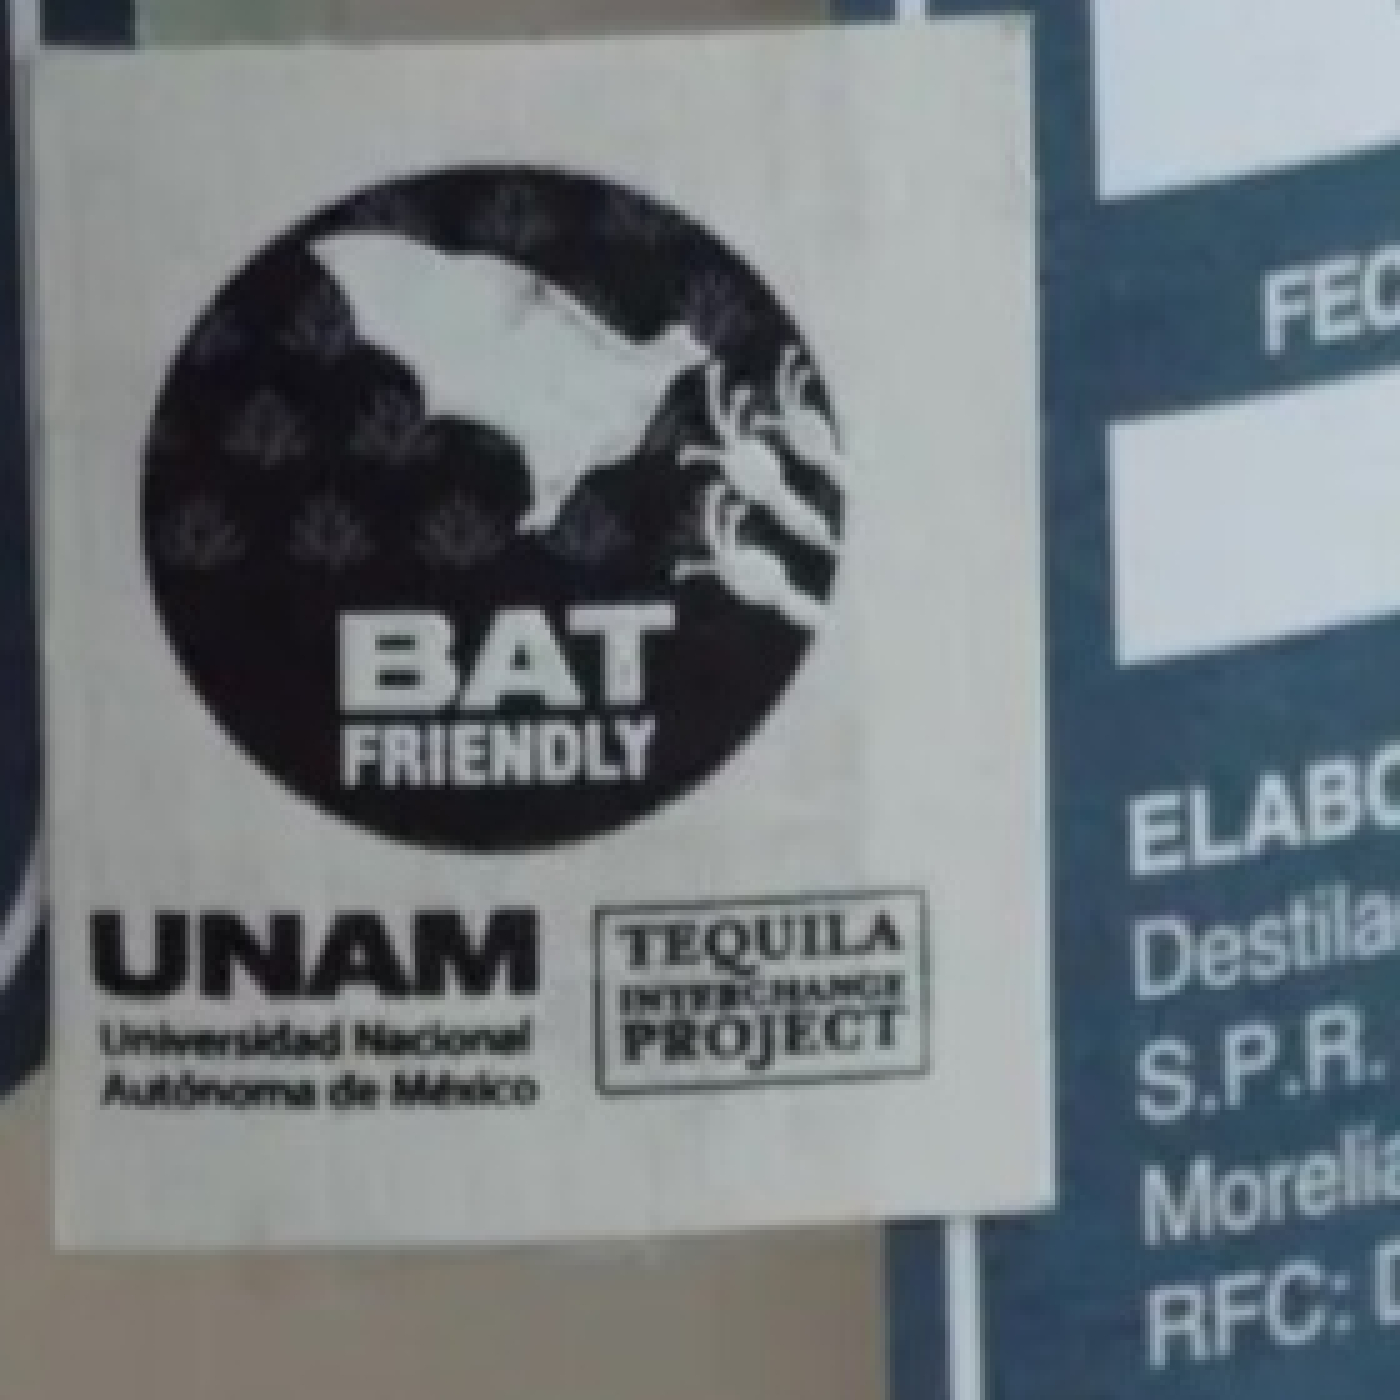 BAT
FRIENDLY
UNAM
Universidad Nacional
Autónoma de México
TEQUILA
INTERCHANGE
PROJECT
FEC
ELABO
Destila
S.P.R.
Morelia
RFC: D